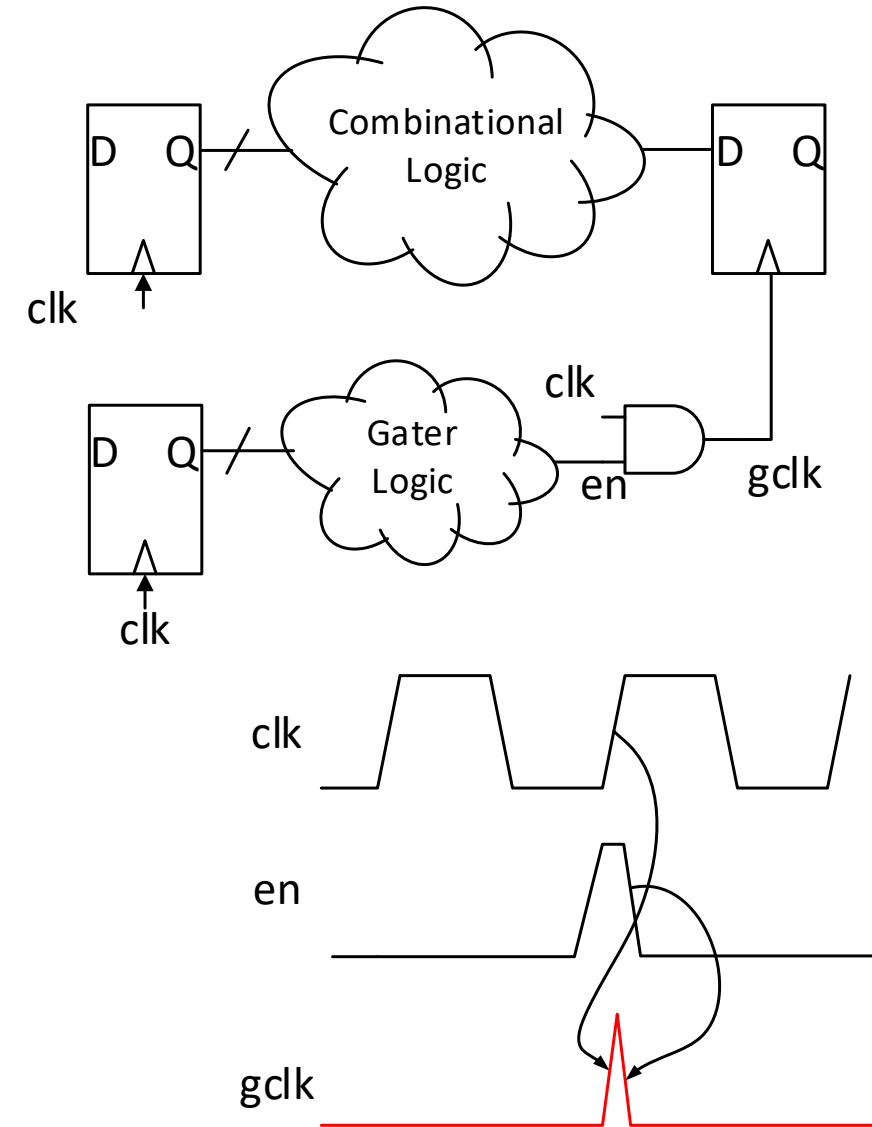 Combinational
Logic
D Q
D Q
clk
clk
Gater
Logic
D Q
en
gclk
clk
clk
en
gclk